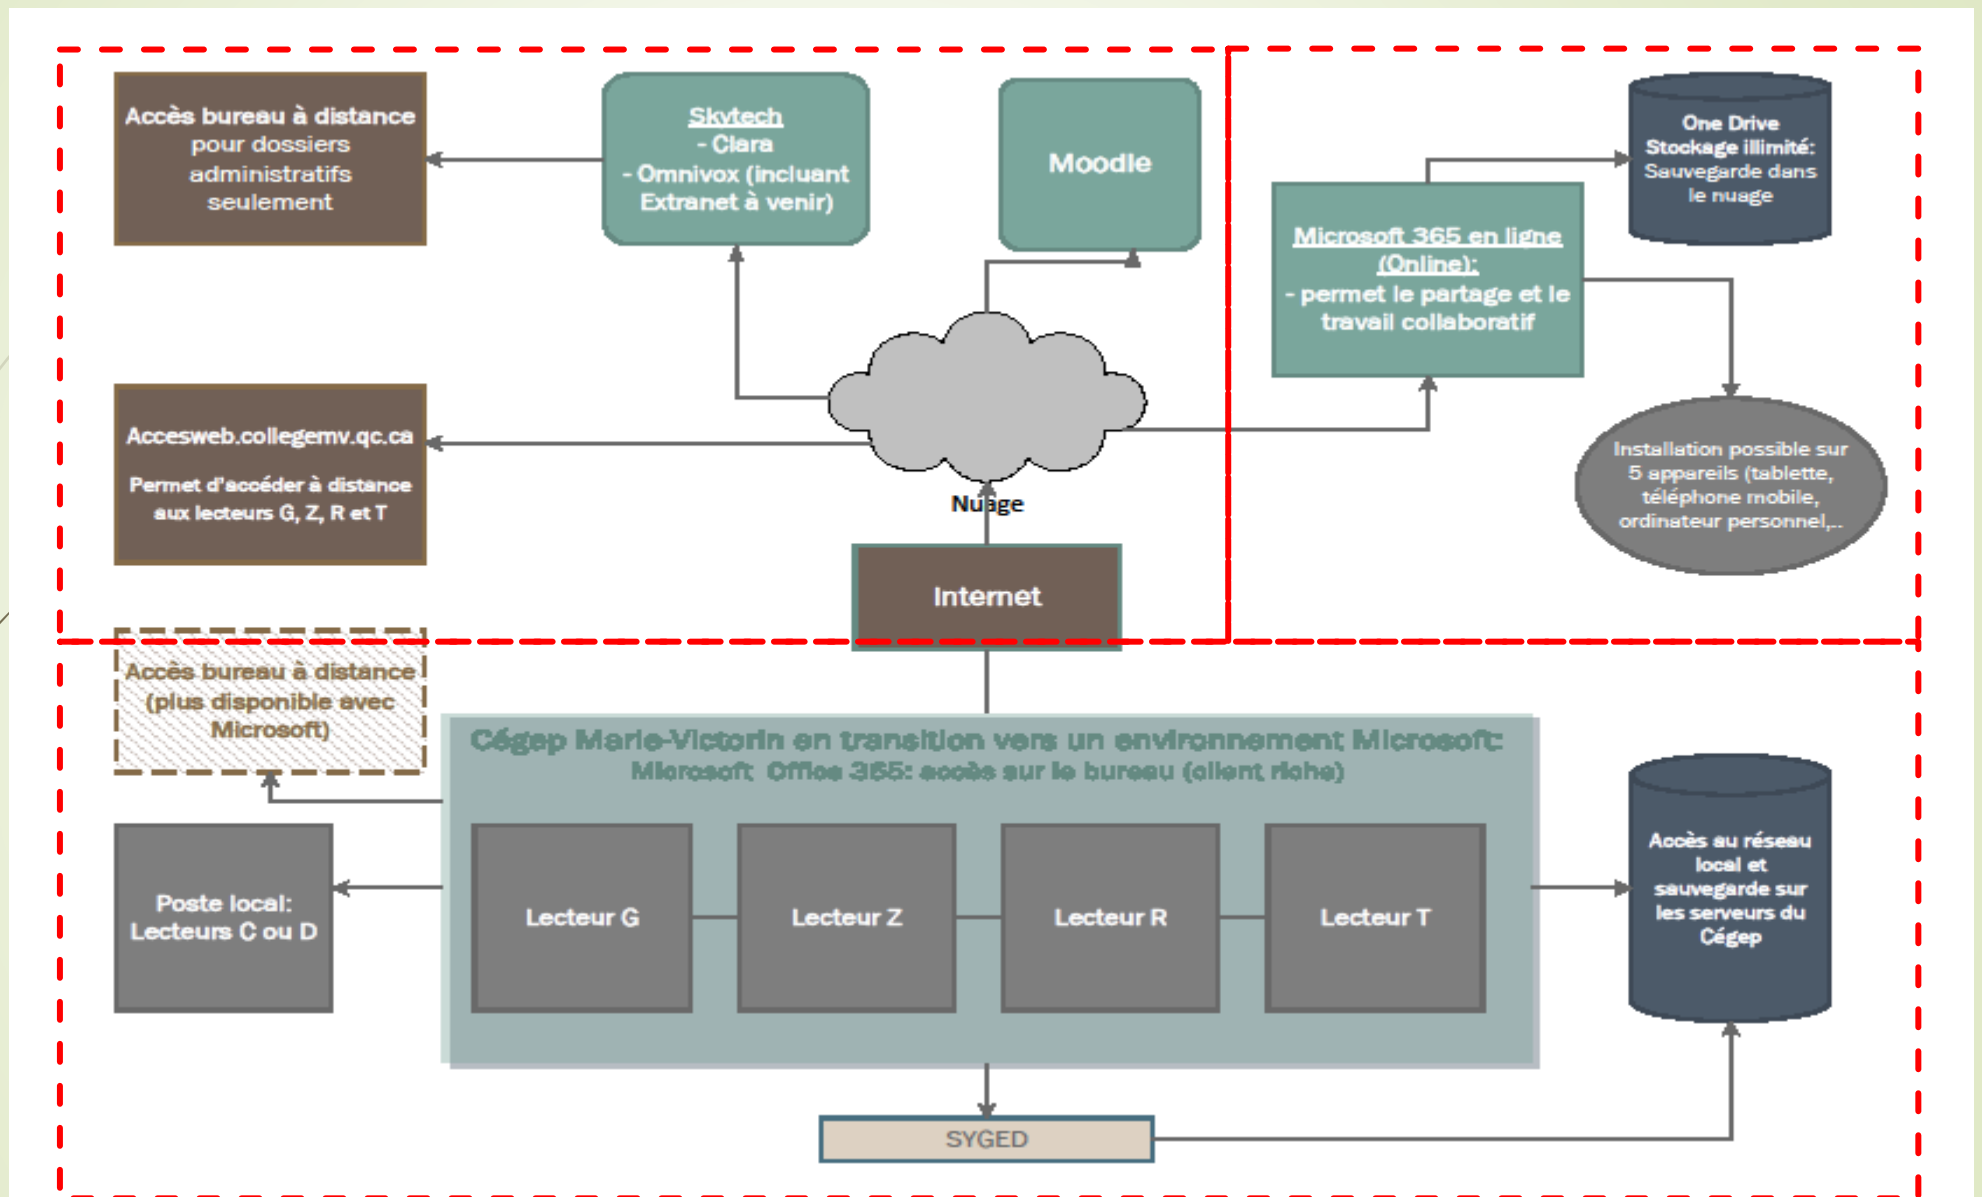 Accès bureau à distance
pour dossiers
administratifs
seulement
Skytech
- Clara
- Omnivox (incluant
Extranet à venir)
Moodle
One Drive
Stockage illimité:
Sauvegarde dans
le nuage
Microsoft 365 en ligne
(Online):
- permet le partage et le
travail collaboratif
Accesweb.collegemv.qc.ca
Permet d'accéder à distance
aux lecteurs G, Z, R et T
Nuage
Installation possible sur
5 appareils (tablette,
téléphone mobile,
ordinateur personnel,..
Internet
Accès bureau à distance
(plus disponible avec
Microsoft)
Cégep Marie-Victorin en transition vers un environnement Microsoft:
Microsoft Office 365: accès sur le bureau (client riche)
Poste local:
Lecteurs C ou D
Lecteur G
Lecteur Z
Lecteur R
Lecteur T
Accès au réseau
local et
sauvegarde sur
les serveurs du
Cégep
SYGED